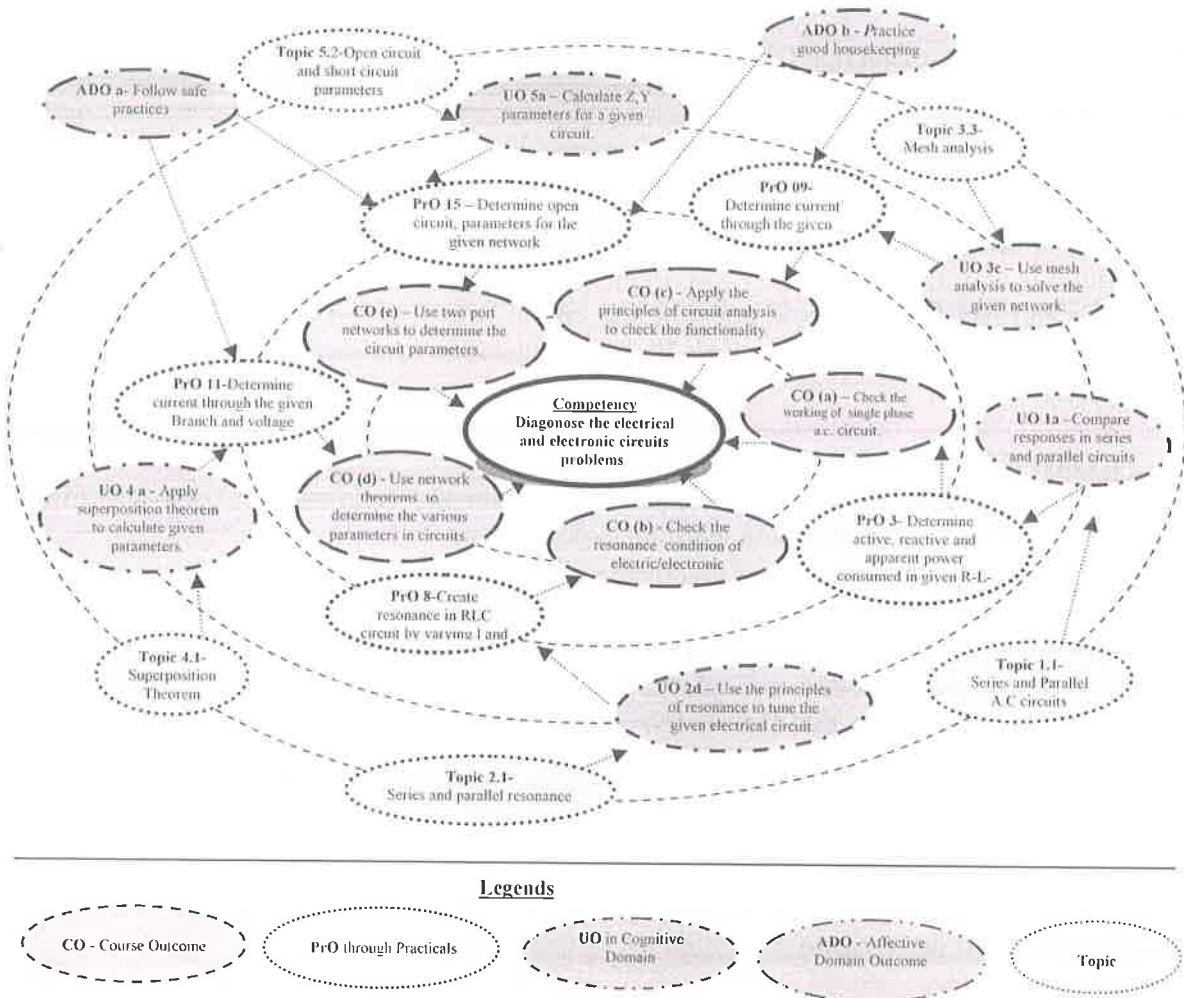 ADO b - Practice
good housekeeping
Topic 5.2-Open circuit
and short circuit
parameters
ADO a- Follow safe
practices
UO 5a – Calculate Z,Y
parameters for a given
circuit.
Topic 3.3-
Mesh analysis
PrO 15 – Determine open
circuit, parameters for the
given network
PrO 09-
Determine current
through the given
UO 3c – Use mesh
analysis to solve the
given network.
CO (e) - Use two port
networks to determine the
circuit parameters.
CO (c) - Apply the
principles of circuit analysis
to check the functionality.
PrO 11-Determine
current through the given
Branch and voltage
Competency
Diagonose the electrical
and electronic circuits
problems
CO (a) – Check the
working of single phase
a.c. circuit.
UO 1a - Compare
responses in series
and parallel circuits
UO 4 a - Apply
superposition theorem
to calculate given
parameters.
CO (d) - Use network
theorems to
determine the various
parameters in circuits.
CO (b) - Check the
resonance condition of
electric/electronic
PrO 3- Determine
active, reactive and
apparent power
consumed in given R-L-
PrO 8-Create
resonance in RLC
circuit by varying l and
Topic 4.1-
Superposition
Theorem
UO 2d – Use the principles
of resonance to tune the
given electrical circuit.
Topic 1.1-
Series and Parallel
A.C circuits
Topic 2.1-
Series and parallel resonance
Legends
CO - Course Outcome
PrO through Practicals
UO in Cognitive
Domain
ADO - Affective
Domain Outcome
Topic